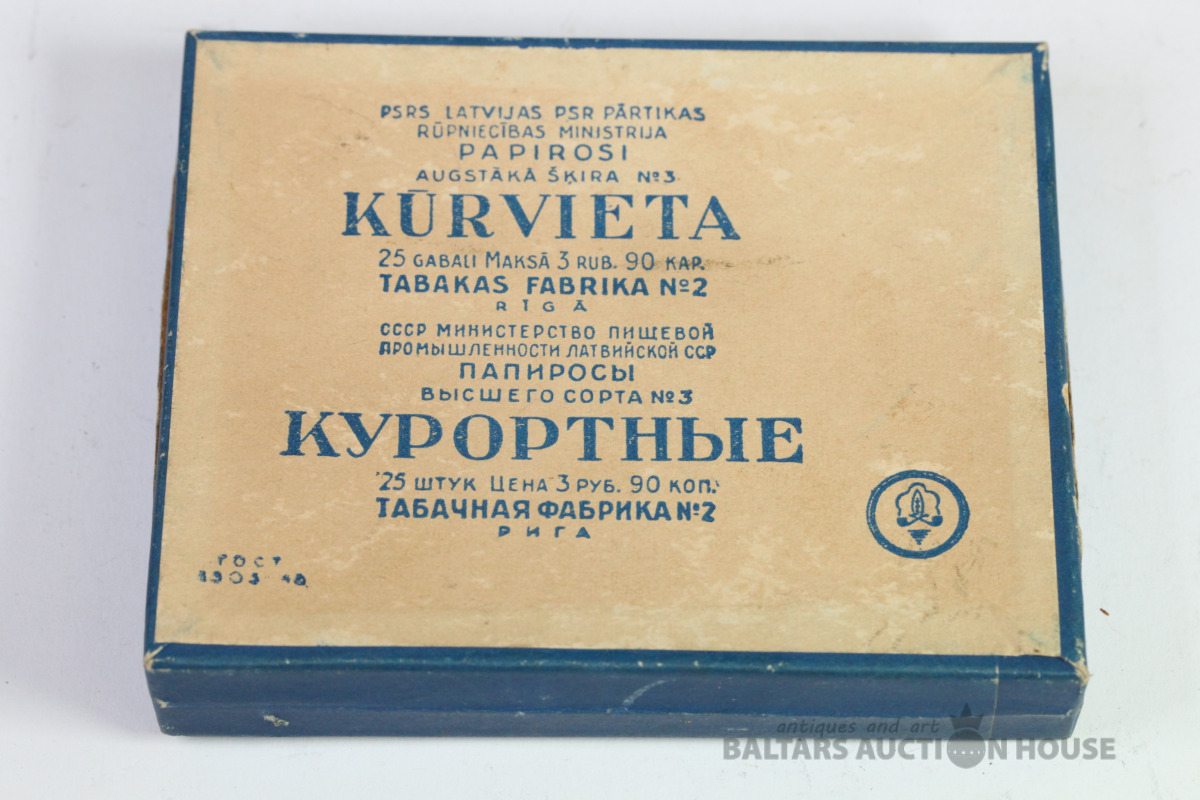 PSRS LATVIJAS PSR PĀRTIKAS
RŪPNIECĪBAS MINISTRIJA
PAPIROSI
AUGSTĀKĀ ŠĶIRA №3
KŪRVIETA
25 GABALI MAKSĀ 3 RUB. 90 KAP.
TABAKAS FABRIKA №2
RĪGĀ
СССР МИНИСТЕРСТВО ПИЩЕВОЙ
ПРОМЫШЛЕННОСТИ ЛАТВИЙСКОЙ ССР
ПАПИРОСЫ
ВЫСШЕГО СОРТА №3
КУРОРТНЫЕ
25 ШТУК ЦЕНА 3 РУБ. 90 КОП.
ТАБАЧНАЯ ФАБРИКА №2
РИГА
ГОСТ
antiques and art
BALTARS AUCTION HOUSE